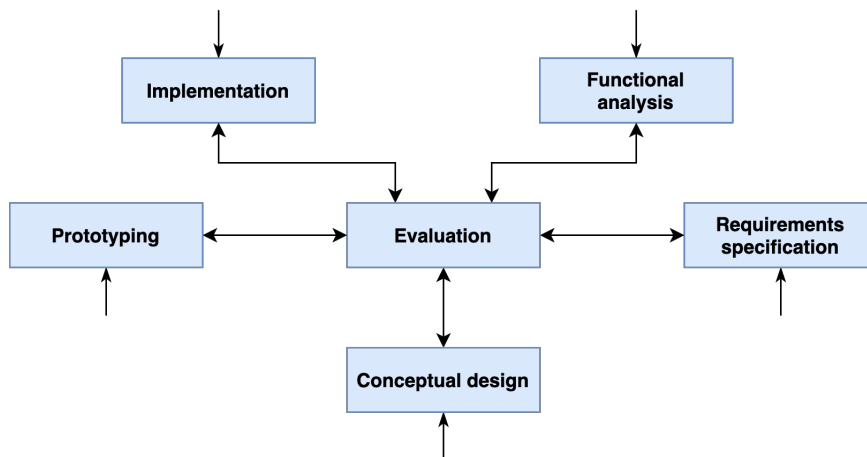 Implementation
Functional
analysis
Prototyping
Evaluation
Requirements
specification
Conceptual design